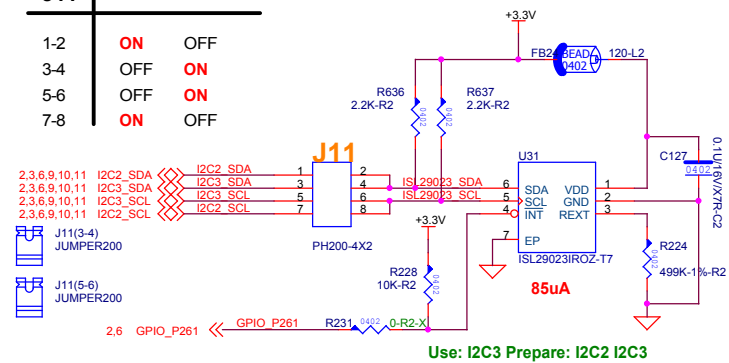 1-2 ON OFF
3-4 OFF ON
5-6 OFF ON
7-8 ON OFF
+3.3V
FB24 BEAD 120-L2
0402
R636
2.2K-R2
0402
R637
2.2K-R2
0402
J11
2,3,6,9,10,11 I2C2_SDA I2C2_SDA 1 2
2,3,6,9,10,11 I2C3_SDA I2C3_SDA 3 4 ISL29023_SDA
2,3,6,9,10,11 I2C3_SCL I2C3_SCL 5 6 ISL29023_SCL
2,3,6,9,10,11 I2C2_SCL I2C2_SCL 7 8
PH200-4X2
U31
6 SDA VDD 1
5 SCL GND 2
4 INT REXT 3
7 EP
ISL29023IROZ-T7
85uA
C127
0402
0.1U/16V/X7R-C2
R224
0402
499K-1%-R2
+3.3V
R228
10K-R2
0402
J11(3-4)
JUMPER200
J11(5-6)
JUMPER200
2,6 GPIO_P261 GPIO_P261 R231 0402 0-R2-X
Use: I2C3 Prepare: I2C2 I2C3